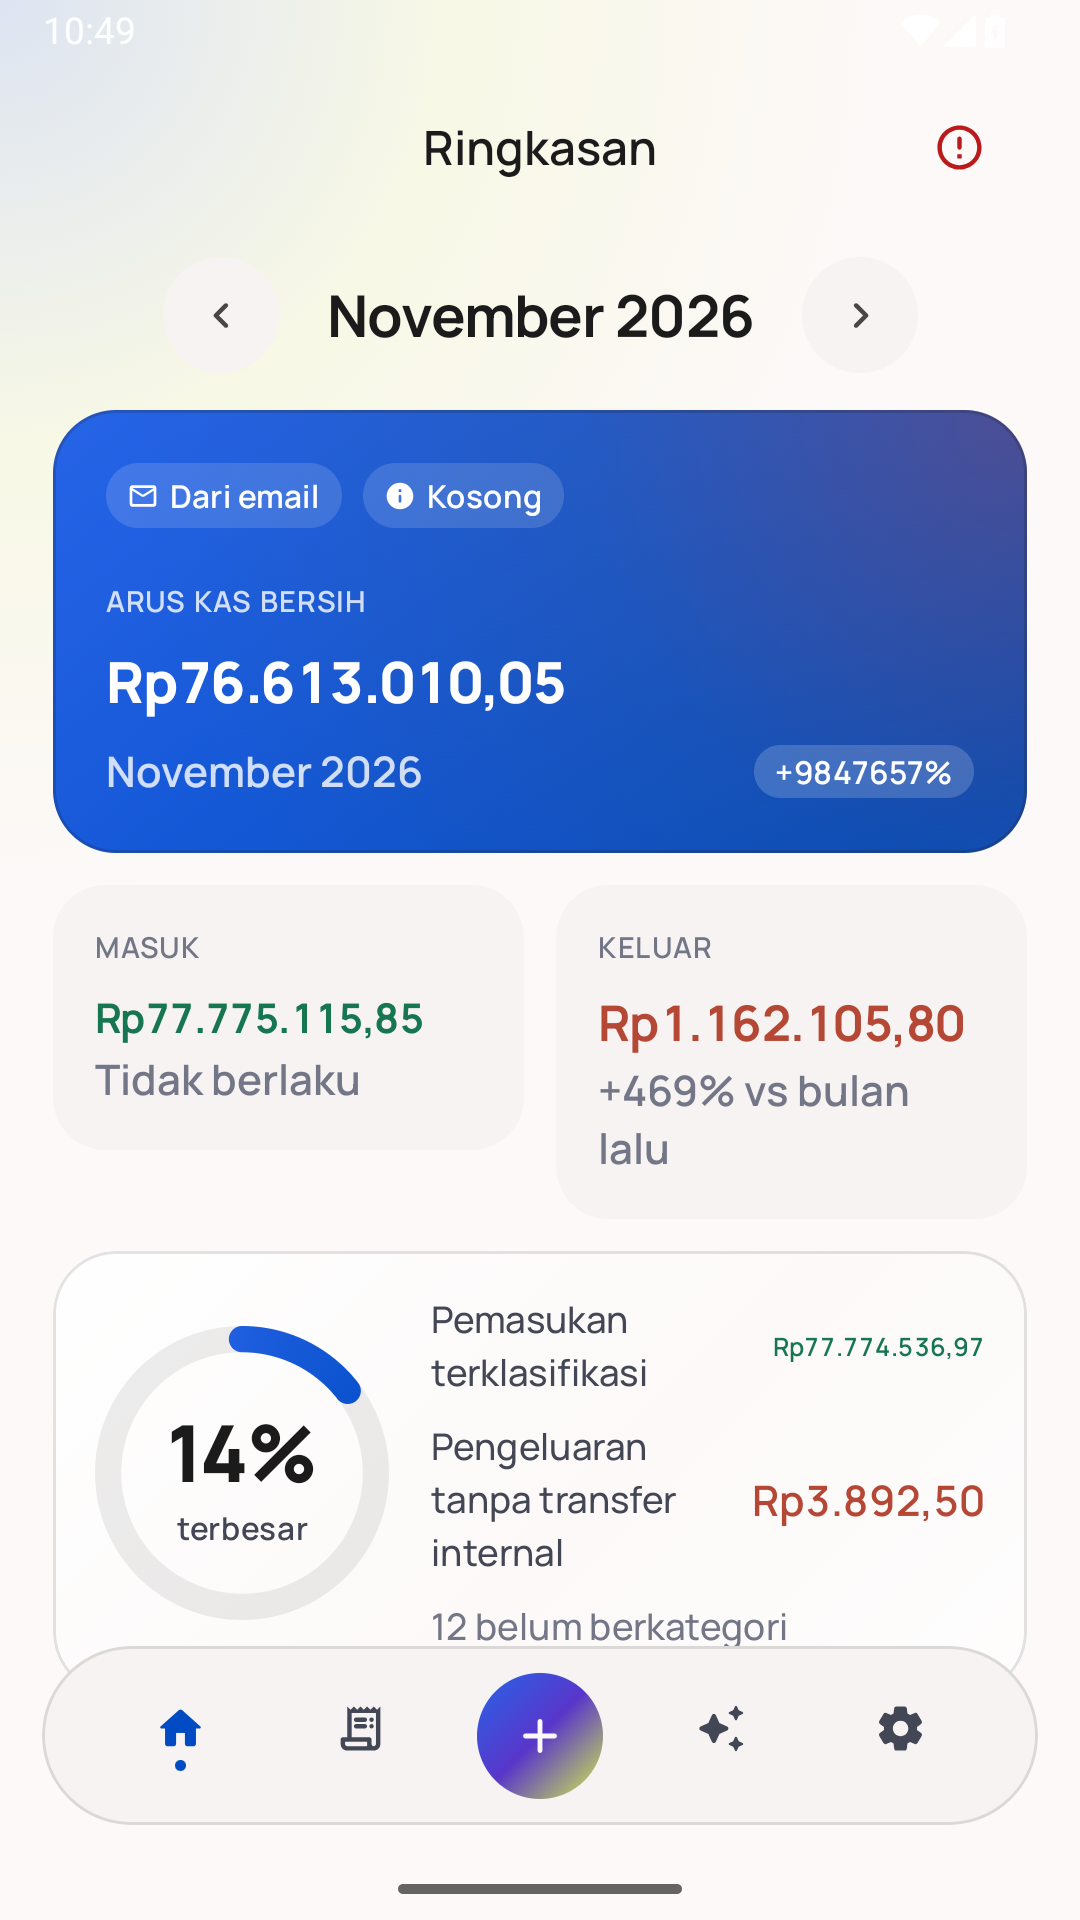 10:49
Ringkasan
November 2026
Dari email
Kosong
ARUS KAS BERSIH
Rp76.613.010,05
November 2026
+9847657%
MASUK
Rp77.775.115,85
Tidak berlaku
KELUAR
Rp1.162.105,80
+469% vs bulan
lalu
14%
terbesar
Pemasukan
terklasifikasi
Rp77.774.536,97
Pengeluaran
tanpa transfer
internal
Rp3.892,50
12 belum berkategori